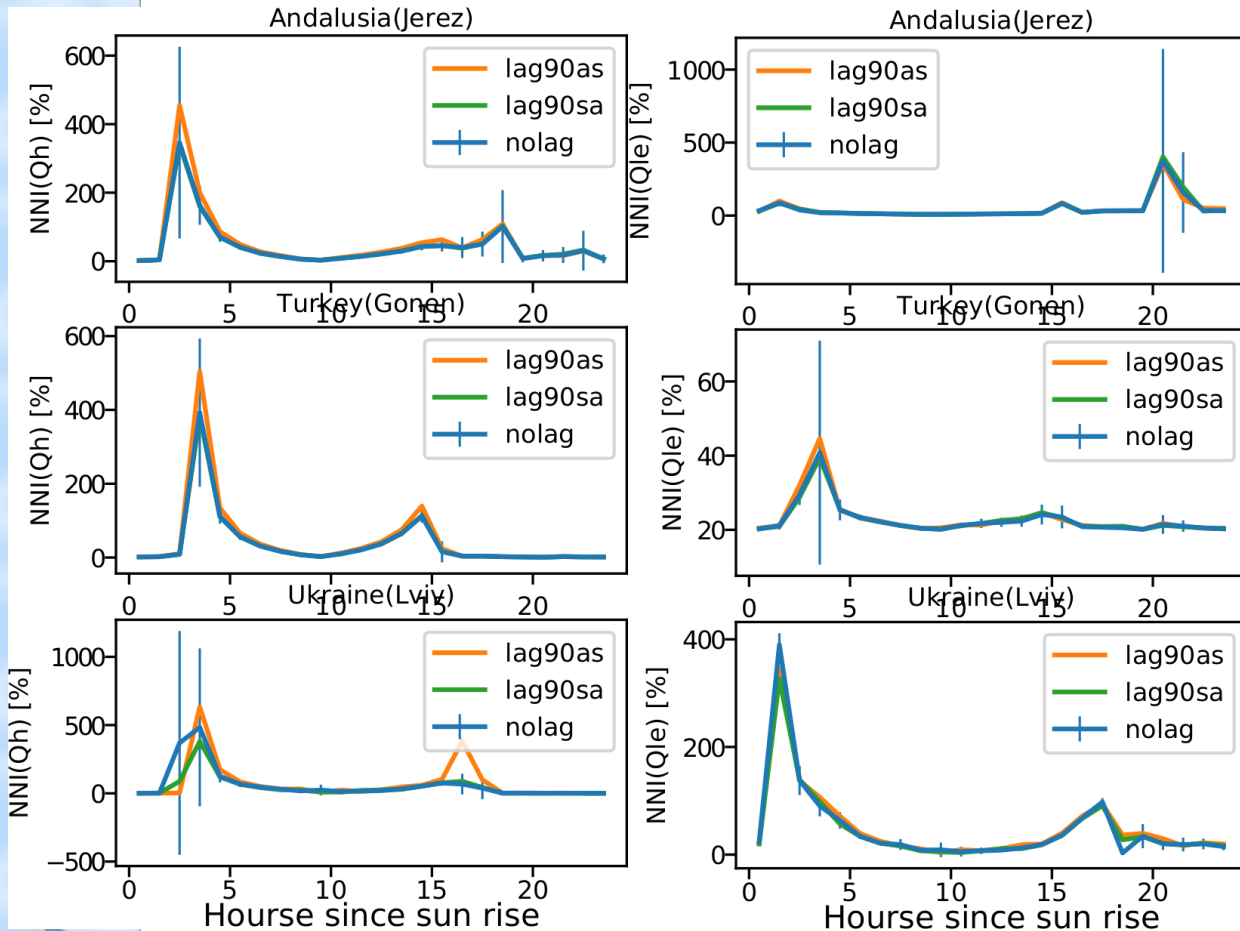 Andalusia(Jerez)
NNI(Qh) [%]
600
400
200
0
lag90as
lag90sa
nolag
0 5 10 15 20
Andalusia(Jerez)
NNI(Qle) [%]
1000
500
0
lag90as
lag90sa
nolag
0 5 10 15 20
Turkey(Gonen)
NNI(Qh) [%]
600
400
200
0
lag90as
lag90sa
nolag
0 5 10 15 20
Turkey(Gonen)
NNI(Qle) [%]
60
40
20
lag90as
lag90sa
nolag
0 5 10 15 20
Ukraine(Lviv)
NNI(Qh) [%]
1000
500
0
−500
lag90as
lag90sa
nolag
0 5 10 15 20
Hourse since sun rise
Ukraine(Lviv)
NNI(Qle) [%]
400
200
0
lag90as
lag90sa
nolag
0 5 10 15 20
Hourse since sun rise